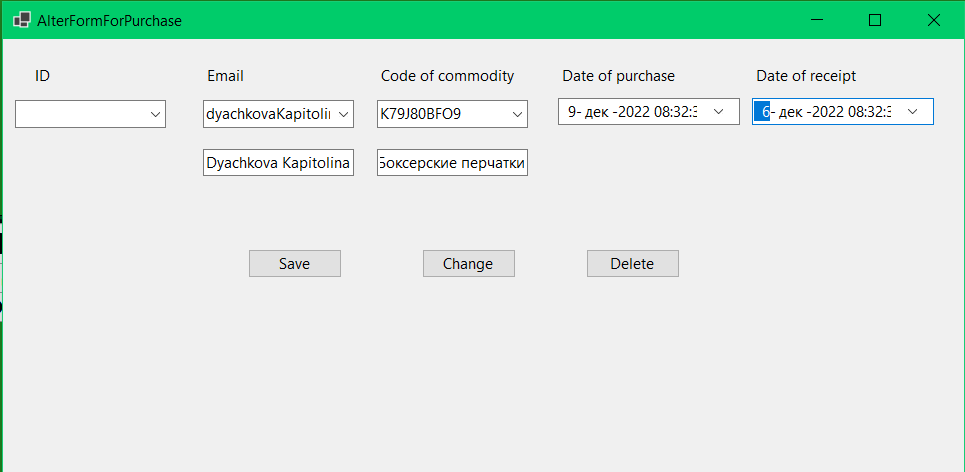 AlterFormForPurchase
ID Email Code of commodity Date of purchase Date of receipt
dyachkovaKapitolin K79J80BFO9 9- дек -2022 08:32:3 6- дек -2022 08:32:3
Dyachkova Kapitolina Боксерские перчатки
Save Change Delete